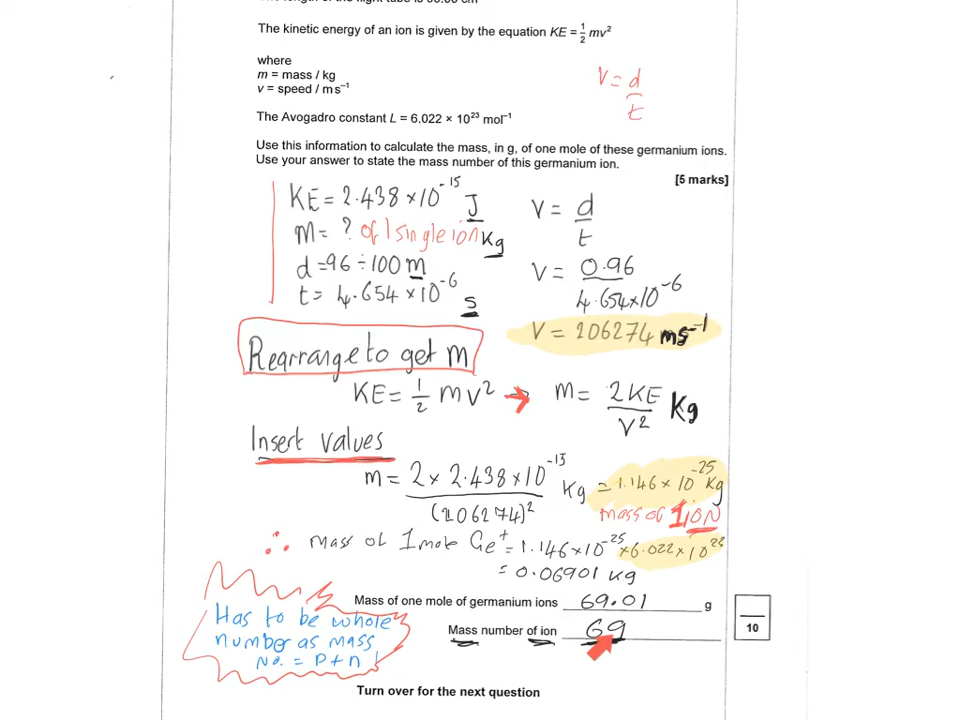 The kinetic energy of an ion is given by the equation KE = 1/2 mv²
V = d/t
where
m = mass / kg
v = speed / ms⁻¹
The Avogadro constant L = 6.022 × 10²³ mol⁻¹
Use this information to calculate the mass, in g, of one mole of these germanium ions.
Use your answer to state the mass number of this germanium ion.
[5 marks]
KE = 2.438 × 10⁻¹⁵ J
m = ? of 1 single ion Kg
d = 96 ÷ 100 m
t = 4.654 × 10⁻⁶ s
V = d/t
V = 0.96 / 4.654 × 10⁻⁶
V = 206274 ms⁻¹
Rearrange to get m
KE = 1/2 mv² → m = 2KE / V² Kg
Insert values
m = 2 × 2.438 × 10⁻¹³ / (206274)² Kg = 1.146 × 10⁻²⁵ Kg
mass of 1 ION
∴ mass of 1 mole Ge⁺ = 1.146 × 10⁻²⁵ × 6.022 × 10²³
= 0.06901 kg
Mass of one mole of germanium ions 69.01 g
Mass number of ion 69
10
Has to be whole
number as mass
No. = P + n !
Turn over for the next question